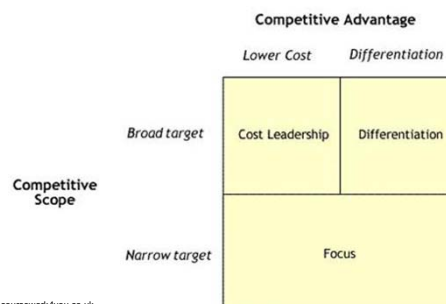 Competitive Advantage
Lower Cost Differentiation
Broad target Cost Leadership Differentiation
Competitive
Scope
Narrow target Focus